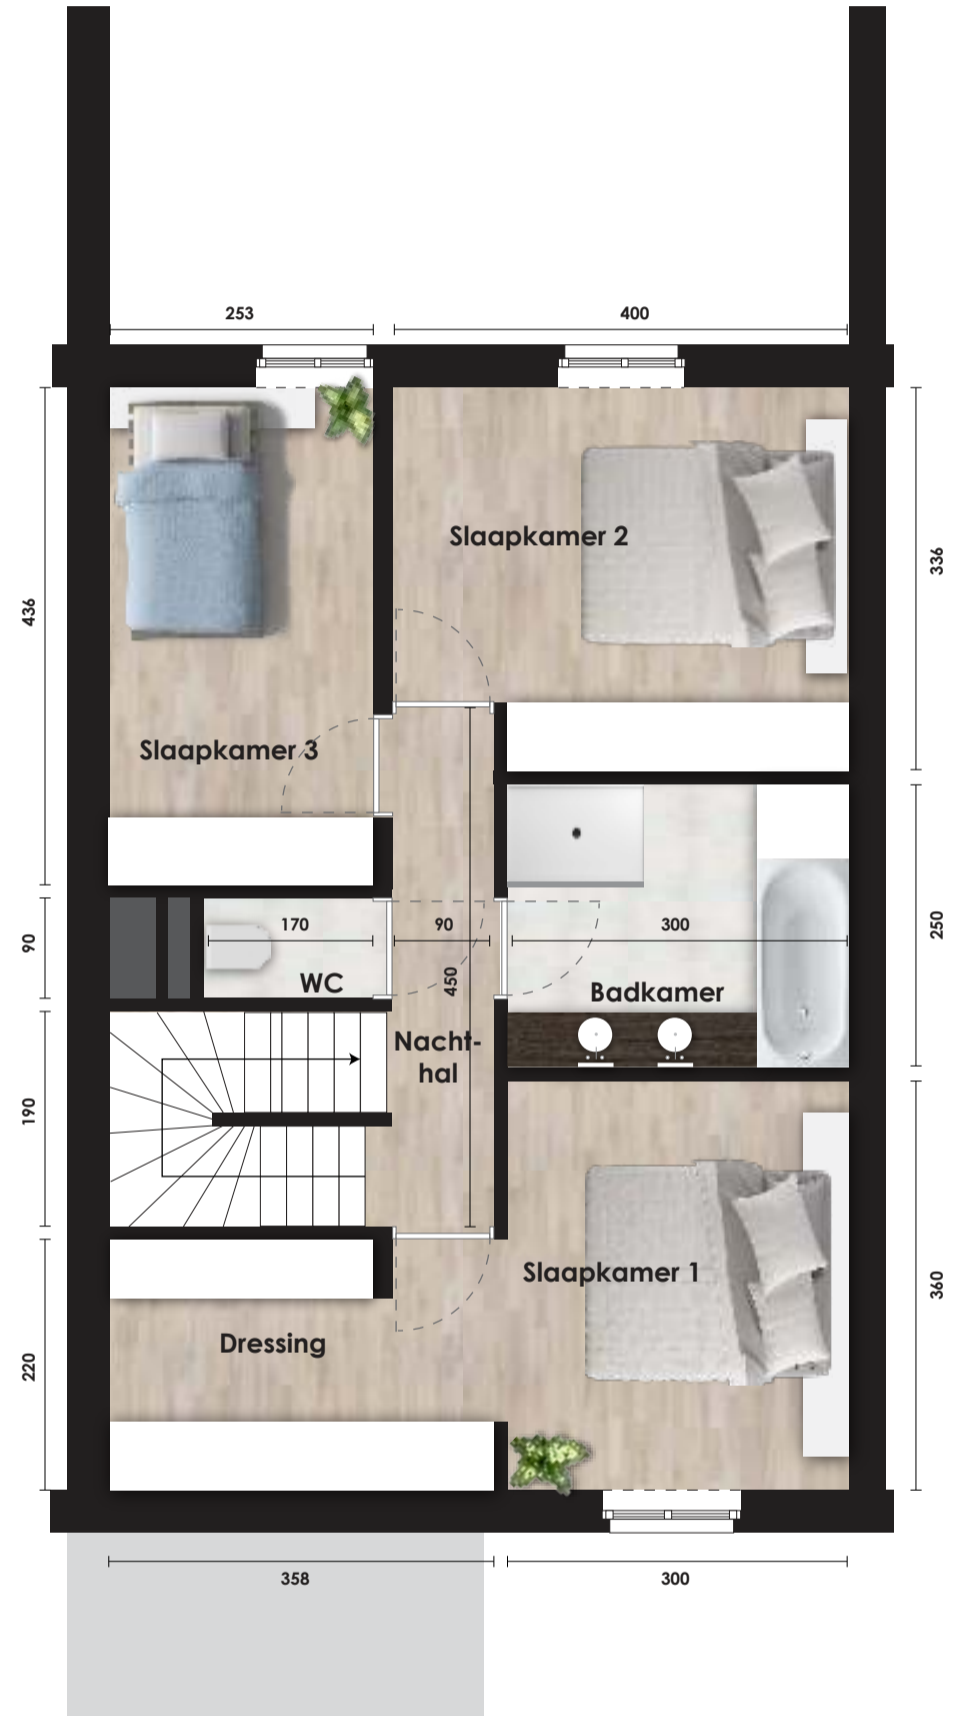 253
400
Slaapkamer 2
336
436
Slaapkamer 3
170
90
300
250
90
WC
450
Badkamer
Nacht-
hal
190
Slaapkamer 1
360
Dressing
220
358
300